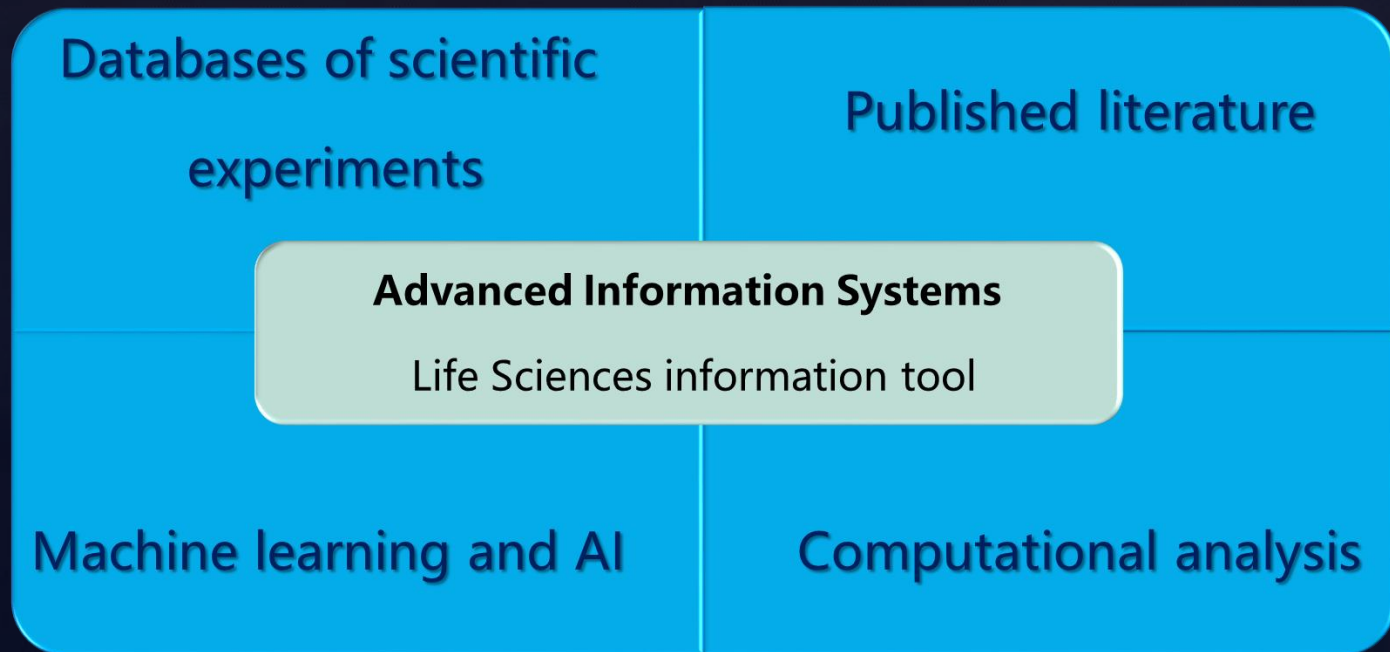 Databases of scientific
experiments
Published literature
Advanced Information Systems
Life Sciences information tool
Machine learning and AI
Computational analysis